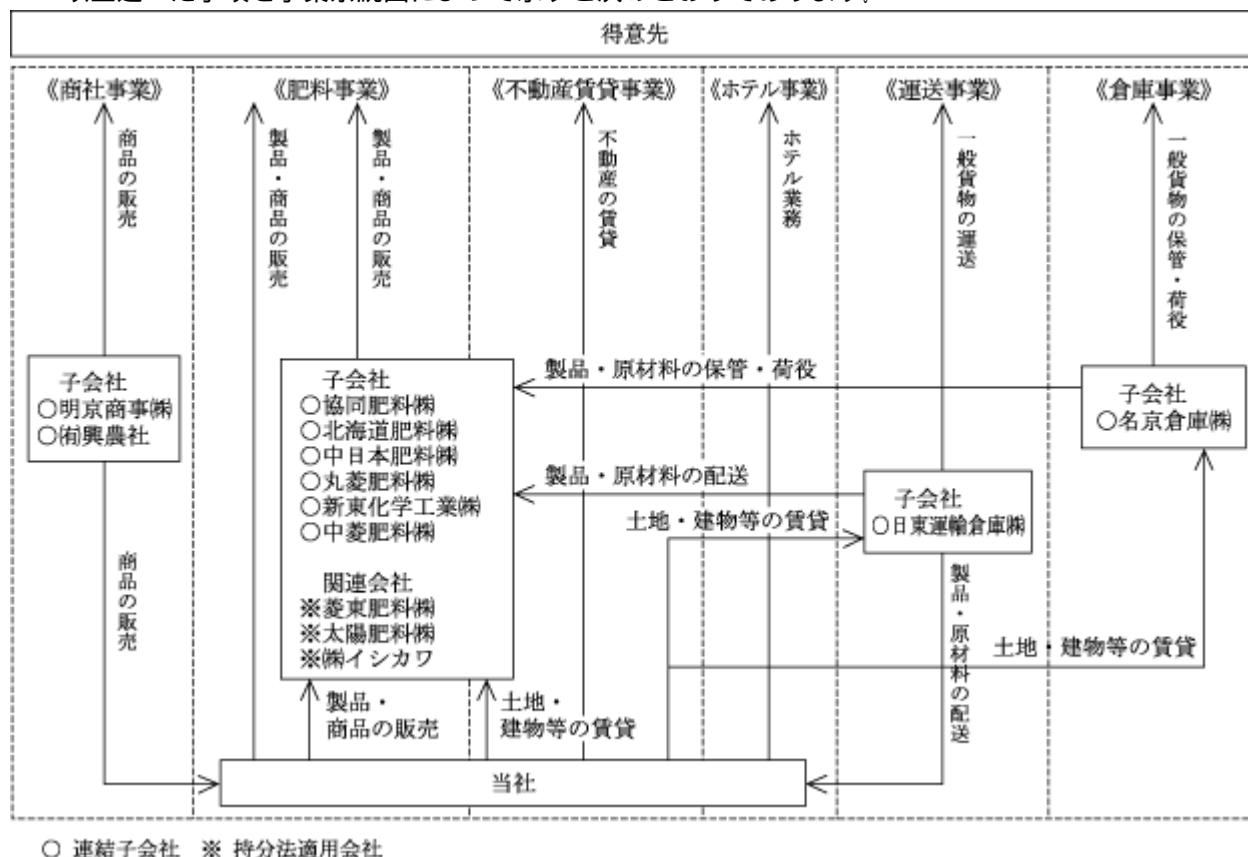 得意先
《商社事業》
《肥料事業》
《不動産賃貸事業》
《ホテル事業》
《運送事業》
《倉庫事業》
商品の販売
製品・商品の販売
製品・商品の販売
不動産の賃貸
ホテル業務
一般貨物の運送
一般貨物の保管・荷役
子会社
○明京商事㈱
○㈲興農社
子会社
○協同肥料㈱
○北海道肥料㈱
○中日本肥料㈱
○丸菱肥料㈱
○新東化学工業㈱
○中菱肥料㈱
関連会社
※菱東肥料㈱
※太陽肥料㈱
※㈱イシカワ
製品・原材料の保管・荷役
子会社
○名京倉庫㈱
製品・原材料の配送
土地・建物等の賃貸
子会社
○日東運輸倉庫㈱
商品の販売
製品・原材料の配送
土地・建物等の賃貸
製品・
商品の販売
土地・
建物等の賃貸
当社
○ 連結子会社 ※ 持分法適用会社